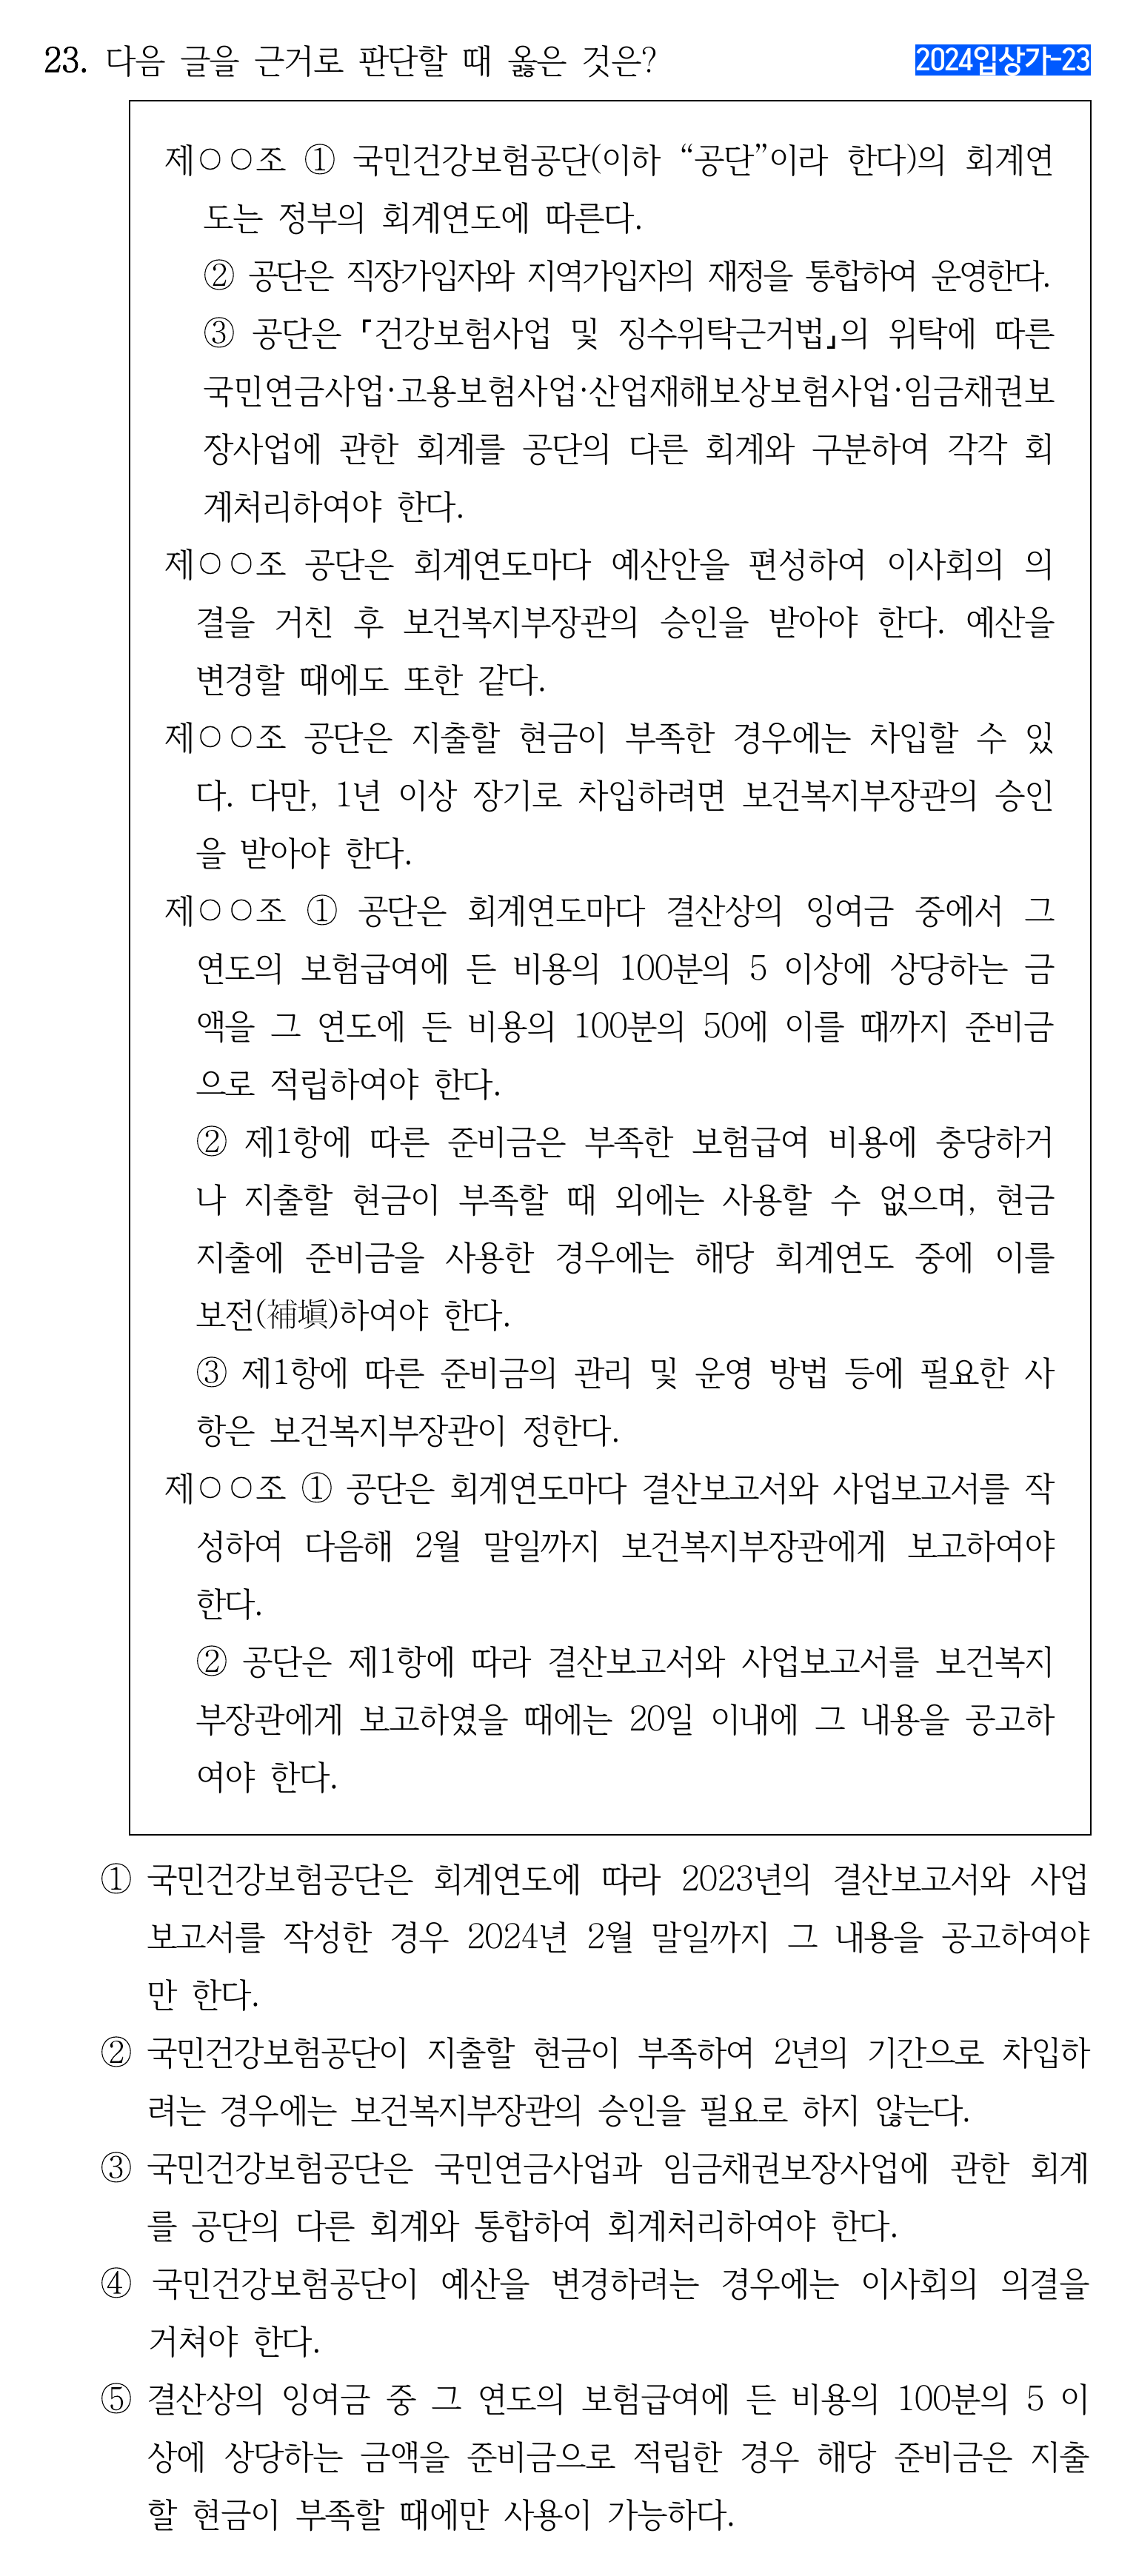 23. 다음 글을 근거로 판단할 때 옳은 것은?
2024입상가-23
제○○조 ① 국민건강보험공단(이하 “공단”이라 한다)의 회계연
도는 정부의 회계연도에 따른다.
② 공단은 직장가입자와 지역가입자의 재정을 통합하여 운영한다.
③ 공단은 「건강보험사업 및 징수위탁근거법」의 위탁에 따른
국민연금사업·고용보험사업·산업재해보상보험사업·임금채권보
장사업에 관한 회계를 공단의 다른 회계와 구분하여 각각 회
계처리하여야 한다.
제○○조 공단은 회계연도마다 예산안을 편성하여 이사회의 의
결을 거친 후 보건복지부장관의 승인을 받아야 한다. 예산을
변경할 때에도 또한 같다.
제○○조 공단은 지출할 현금이 부족한 경우에는 차입할 수 있
다. 다만, 1년 이상 장기로 차입하려면 보건복지부장관의 승인
을 받아야 한다.
제○○조 ① 공단은 회계연도마다 결산상의 잉여금 중에서 그
연도의 보험급여에 든 비용의 100분의 5 이상에 상당하는 금
액을 그 연도에 든 비용의 100분의 50에 이를 때까지 준비금
으로 적립하여야 한다.
② 제1항에 따른 준비금은 부족한 보험급여 비용에 충당하거
나 지출할 현금이 부족할 때 외에는 사용할 수 없으며, 현금
지출에 준비금을 사용한 경우에는 해당 회계연도 중에 이를
보전(補塡)하여야 한다.
③ 제1항에 따른 준비금의 관리 및 운영 방법 등에 필요한 사
항은 보건복지부장관이 정한다.
제○○조 ① 공단은 회계연도마다 결산보고서와 사업보고서를 작
성하여 다음해 2월 말일까지 보건복지부장관에게 보고하여야
한다.
② 공단은 제1항에 따라 결산보고서와 사업보고서를 보건복지
부장관에게 보고하였을 때에는 20일 이내에 그 내용을 공고하
여야 한다.
① 국민건강보험공단은 회계연도에 따라 2023년의 결산보고서와 사업
보고서를 작성한 경우 2024년 2월 말일까지 그 내용을 공고하여야
만 한다.
② 국민건강보험공단이 지출할 현금이 부족하여 2년의 기간으로 차입하
려는 경우에는 보건복지부장관의 승인을 필요로 하지 않는다.
③ 국민건강보험공단은 국민연금사업과 임금채권보장사업에 관한 회계
를 공단의 다른 회계와 통합하여 회계처리하여야 한다.
④ 국민건강보험공단이 예산을 변경하려는 경우에는 이사회의 의결을
거쳐야 한다.
⑤ 결산상의 잉여금 중 그 연도의 보험급여에 든 비용의 100분의 5 이
상에 상당하는 금액을 준비금으로 적립한 경우 해당 준비금은 지출
할 현금이 부족할 때에만 사용이 가능하다.